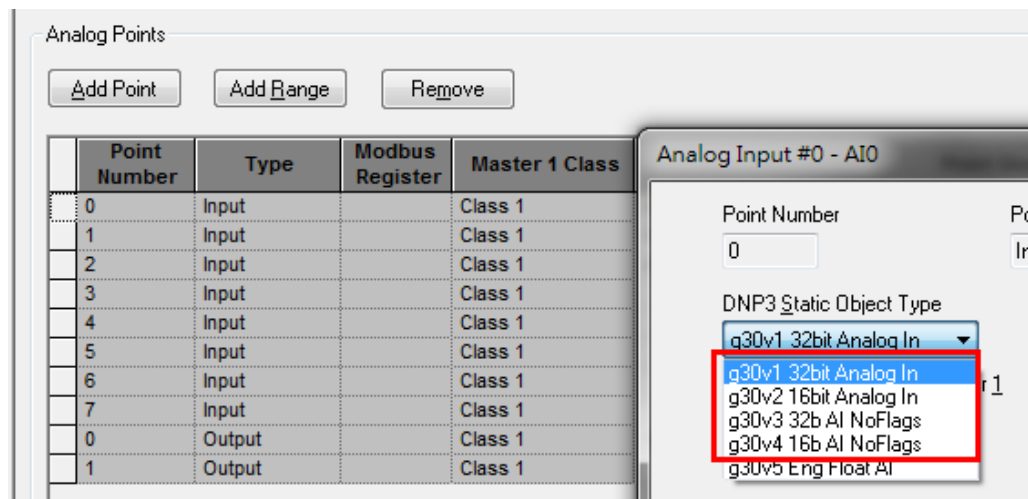 Analog Points
Add Point Add Range Remove
Point Number Type Modbus Register Master 1 Class
0 Input Class 1
1 Input Class 1
2 Input Class 1
3 Input Class 1
4 Input Class 1
5 Input Class 1
6 Input Class 1
7 Input Class 1
0 Output Class 1
1 Output Class 1
Analog Input #0 - AI0
Point Number
0
DNP3 Static Object Type
g30v1 32bit Analog In
g30v1 32bit Analog In
g30v2 16bit Analog In
g30v3 32b AI NoFlags
g30v4 16b AI NoFlags
g30v5 Eng Float AI